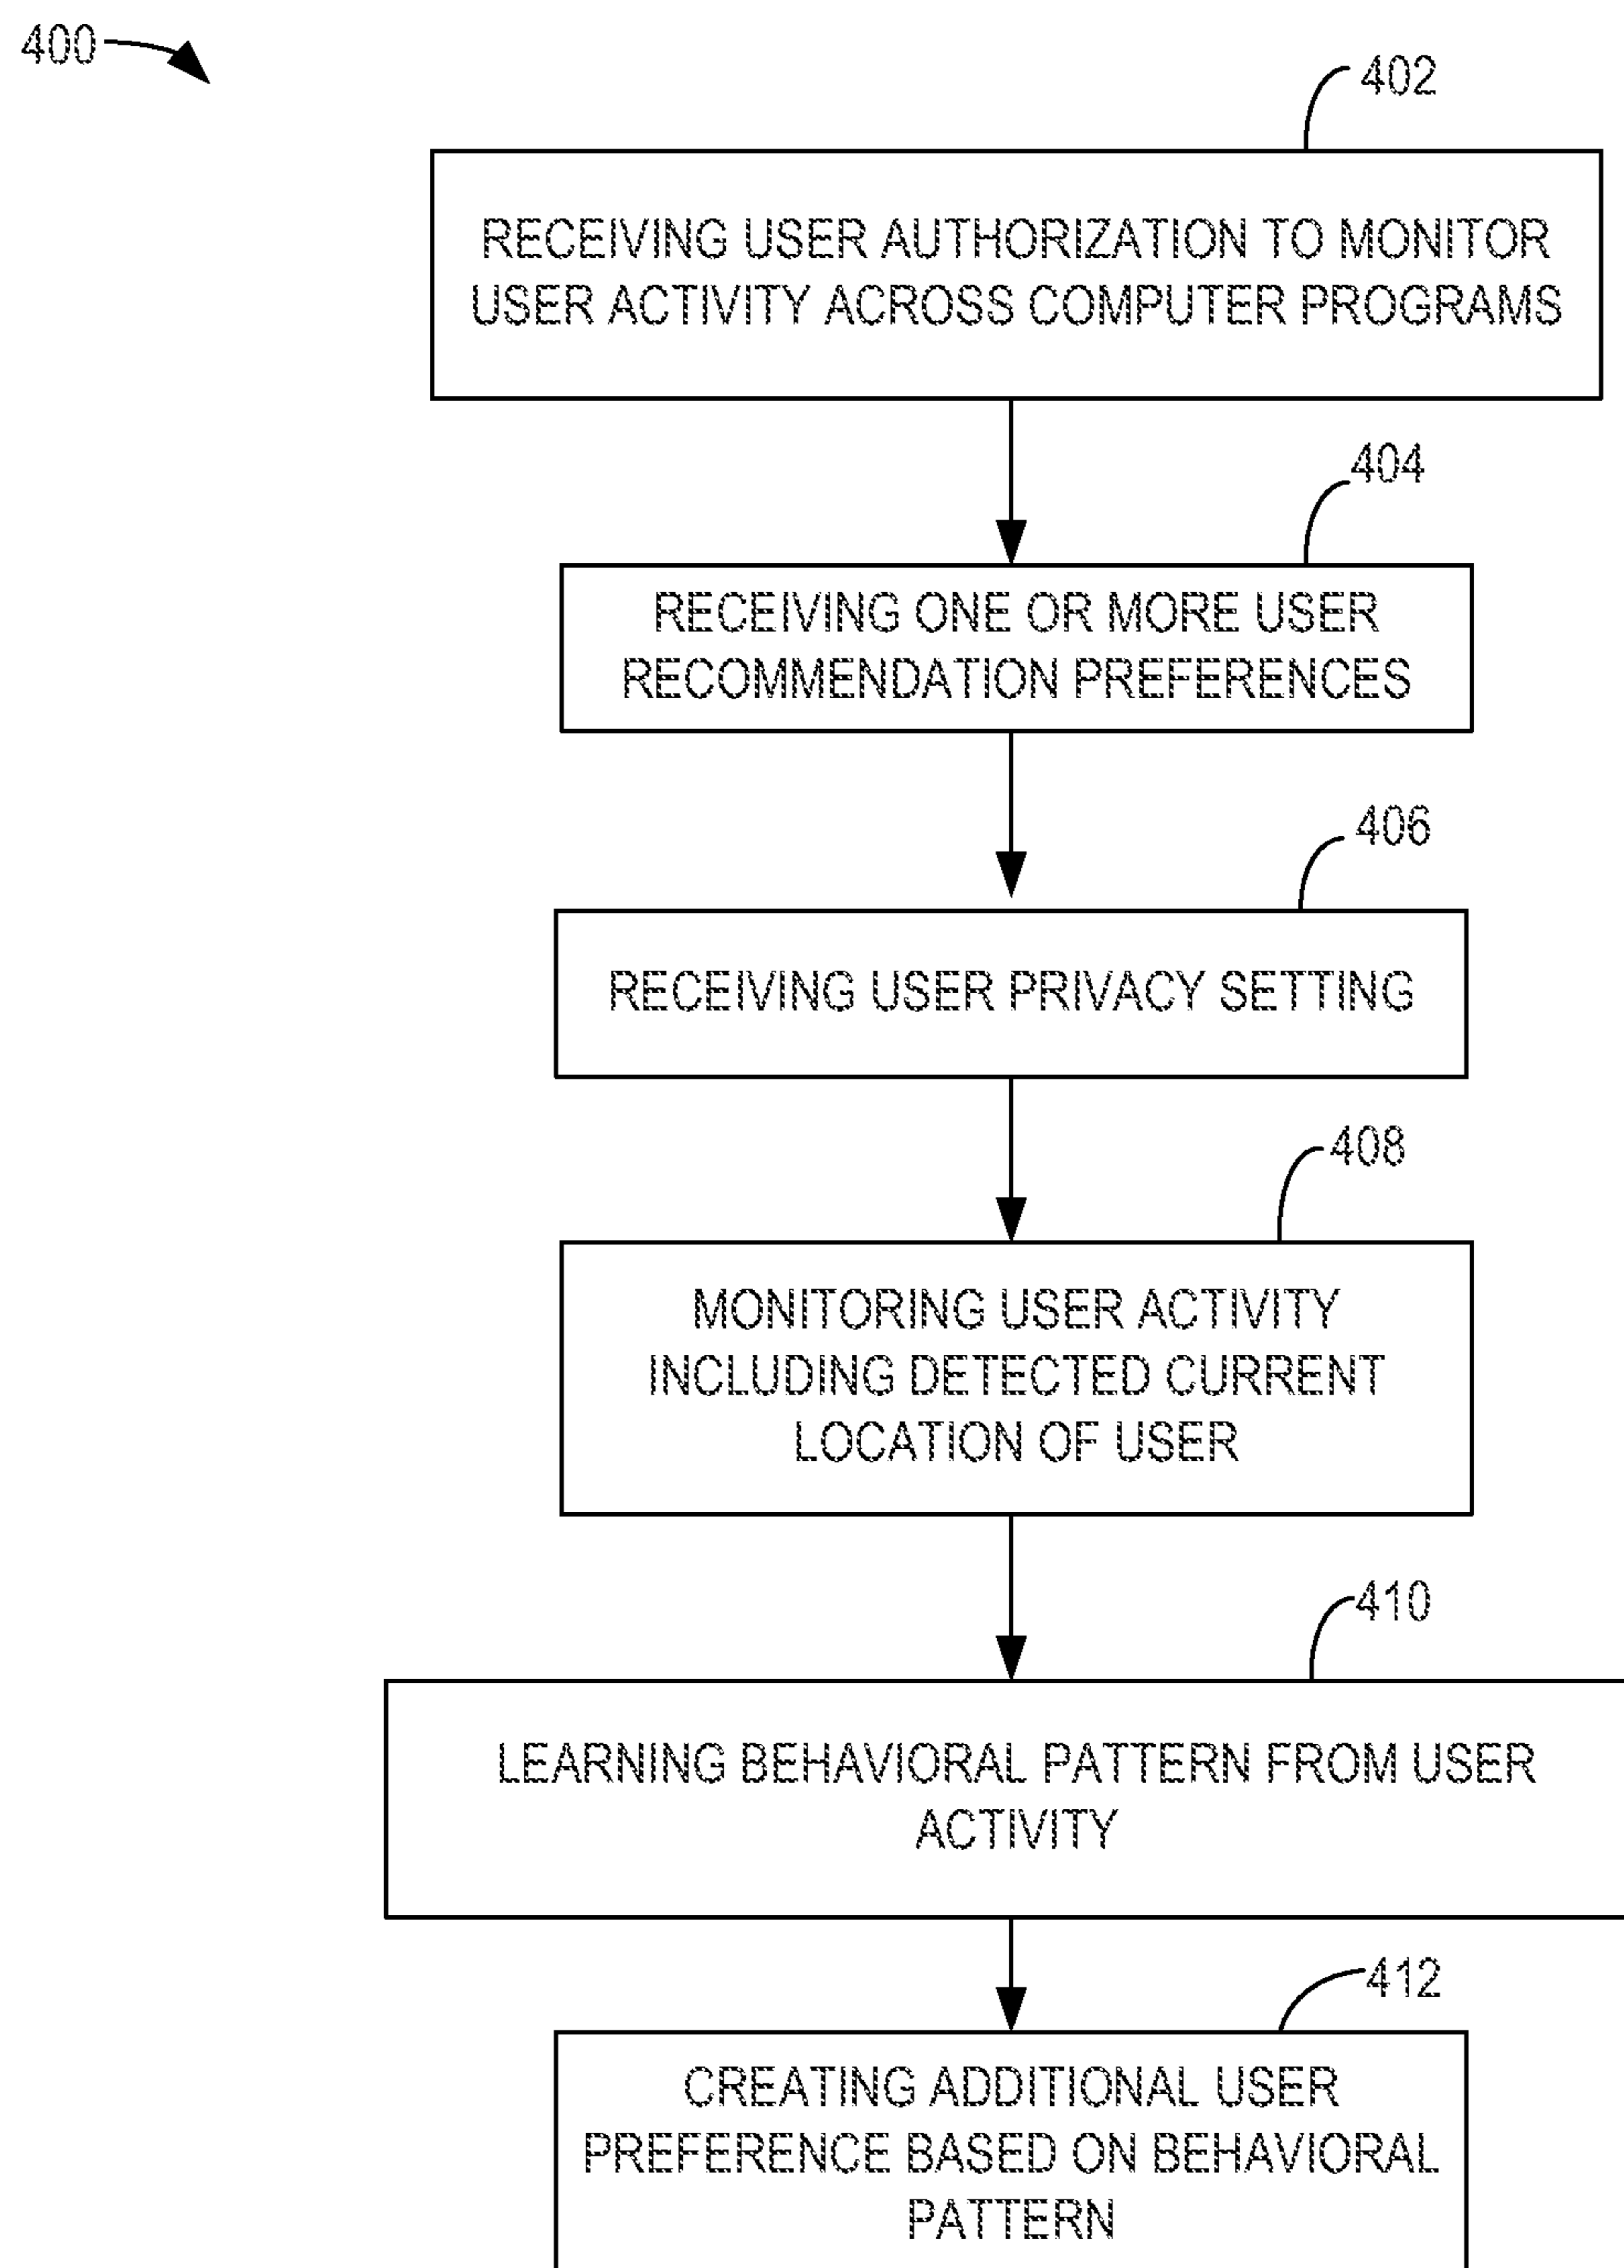 400
402
RECEIVING USER AUTHORIZATION TO MONITOR
USER ACTIVITY ACROSS COMPUTER PROGRAMS
404
RECEIVING ONE OR MORE USER
RECOMMENDATION PREFERENCES
406
RECEIVING USER PRIVACY SETTING
408
MONITORING USER ACTIVITY
INCLUDING DETECTED CURRENT
LOCATION OF USER
410
LEARNING BEHAVIORAL PATTERN FROM USER
ACTIVITY
412
CREATING ADDITIONAL USER
PREFERENCE BASED ON BEHAVIORAL
PATTERN